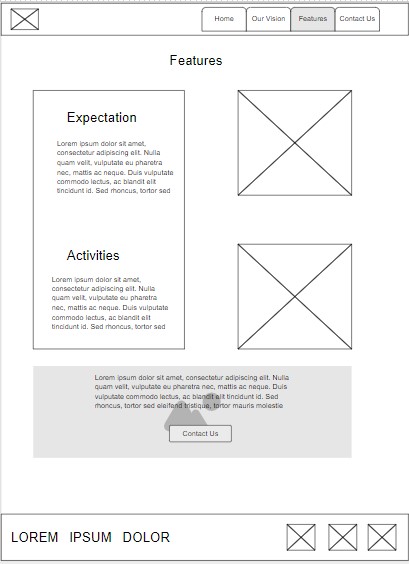 Home
Our Vision
Features
Contact Us
Features
Expectation
Lorem ipsum dolor sit amet,
consectetur adipiscing elit. Nulla
quam velit, vulputate eu pharetra
nec, mattis ac neque. Duis vulputate
commodo lectus, ac blandit elit
tincidunt id. Sed rhoncus, tortor sed
Activities
Lorem ipsum dolor sit amet,
consectetur adipiscing elit. Nulla
quam velit, vulputate eu pharetra
nec, mattis ac neque. Duis vulputate
commodo lectus, ac blandit elit
tincidunt id. Sed rhoncus, tortor sed
Lorem ipsum dolor sit amet, consectetur adipiscing elit. Nulla
quam velit, vulputate eu pharetra nec, mattis ac neque. Duis
vulputate commodo lectus, ac blandit elit tincidunt id. Sed
rhoncus, tortor sed eleifend tristique, tortor mauris molestie
Contact Us
LOREM IPSUM DOLOR